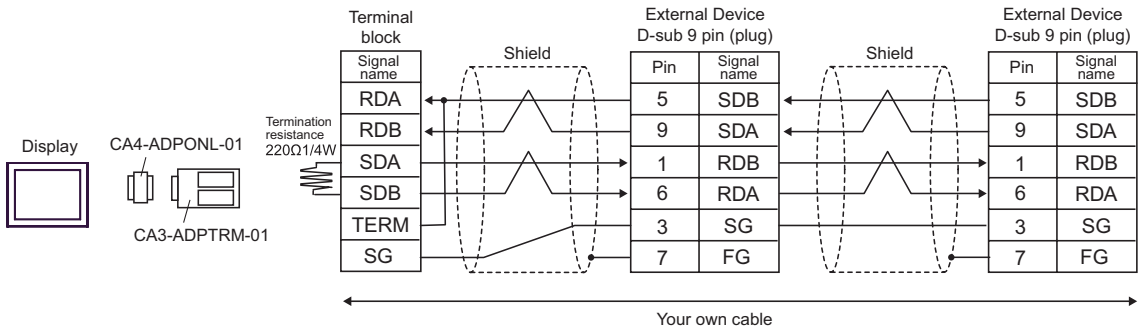 Terminal
block
Signal
name
RDA
RDB
SDA
SDB
TERM
SG
Termination
resistance
220Ω1/4W
Display
CA4-ADPONL-01
CA3-ADPTRM-01
Shield
External Device
D-sub 9 pin (plug)
Pin Signal
name
5 SDB
9 SDA
1 RDB
6 RDA
3 SG
7 FG
Shield
External Device
D-sub 9 pin (plug)
Pin Signal
name
5 SDB
9 SDA
1 RDB
6 RDA
3 SG
7 FG
Your own cable